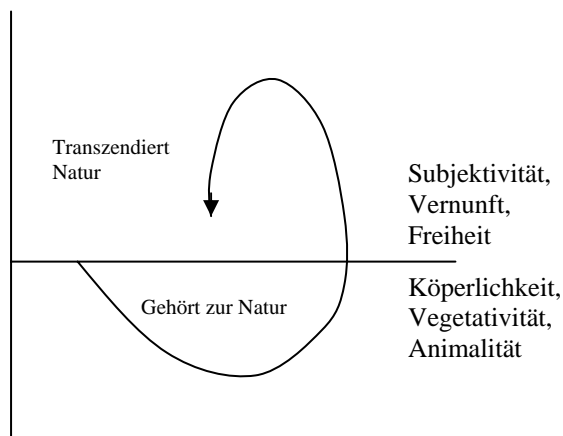 Transzendiert
Natur
Subjektivität,
Vernunft,
Freiheit
Gehört zur Natur
Köperlichkeit,
Vegetativität,
Animalität